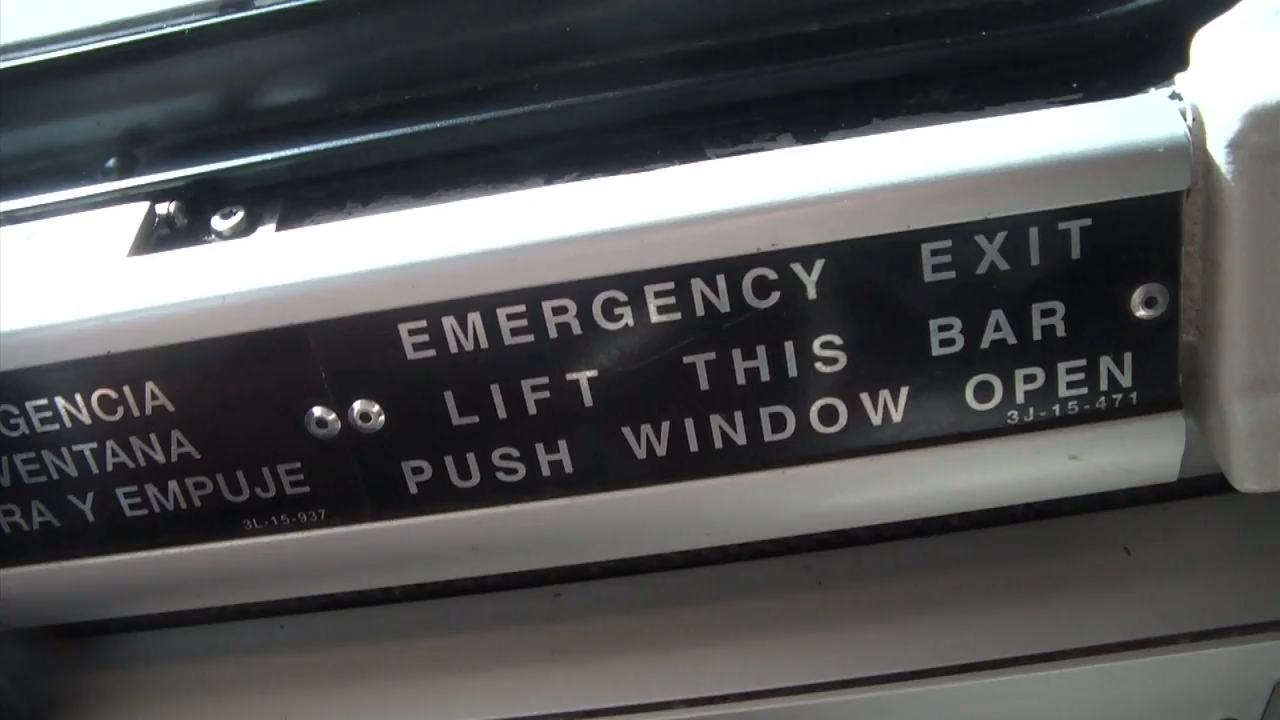 GENCIA
VENTANA
RA Y EMPUJE
3L-15-937
EMERGENCY EXIT
LIFT THIS BAR
PUSH WINDOW OPEN
3J-15-471